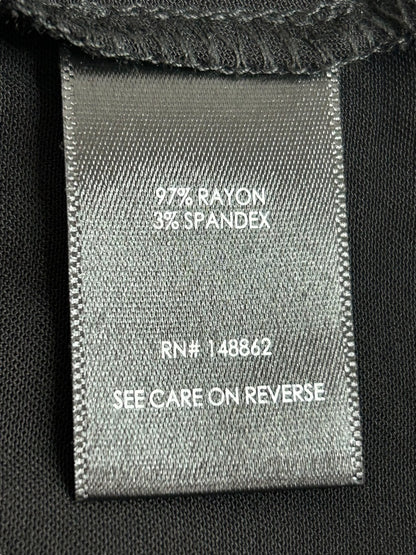 97% RAYON
3% SPANDEX
RN# 148862
SEE CARE ON REVERSE